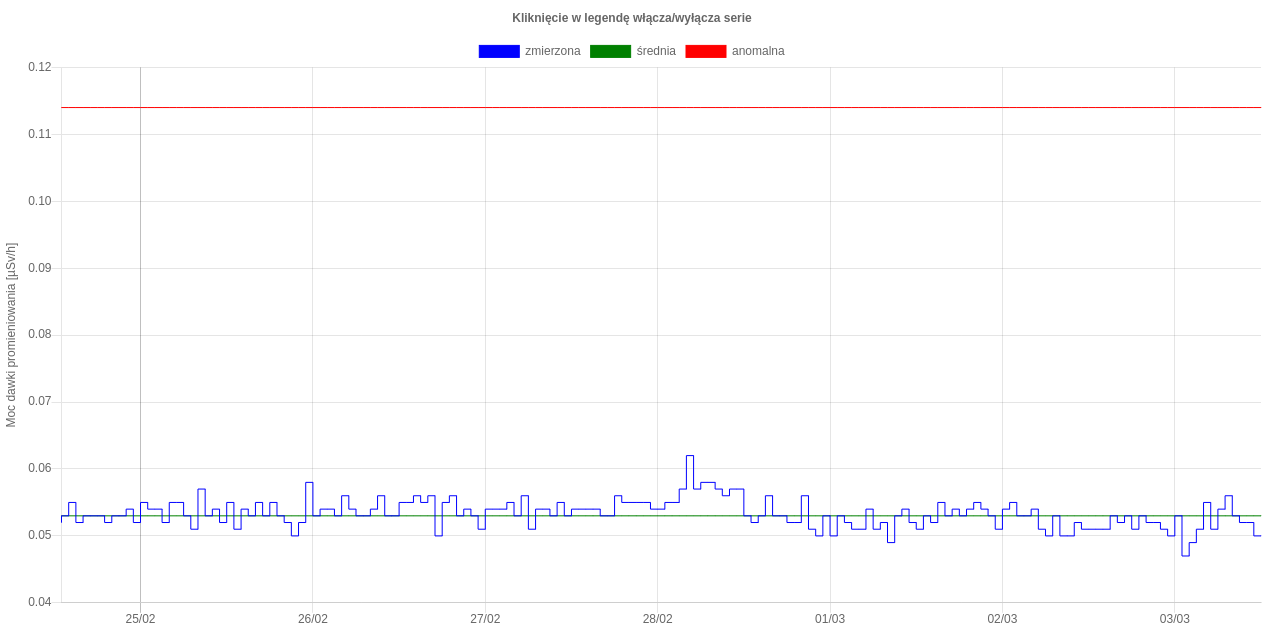 Kliknięcie w legendę włącza/wyłącza serie
zmierzona średnia anomalna
Moc dawki promieniowania [µSv/h]
0.12
0.11
0.10
0.09
0.08
0.07
0.06
0.05
0.04
25/02 26/02 27/02 28/02 01/03 02/03 03/03